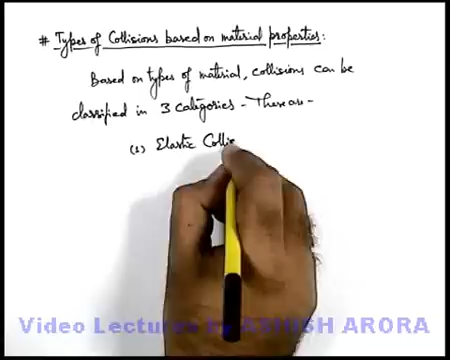 # Types of Collisions based on material properties:
Based on types of material, collisions can be
classified in 3 categories - These are -
(1) Elastic Collis
Video Lectures by ASHISH ARORA